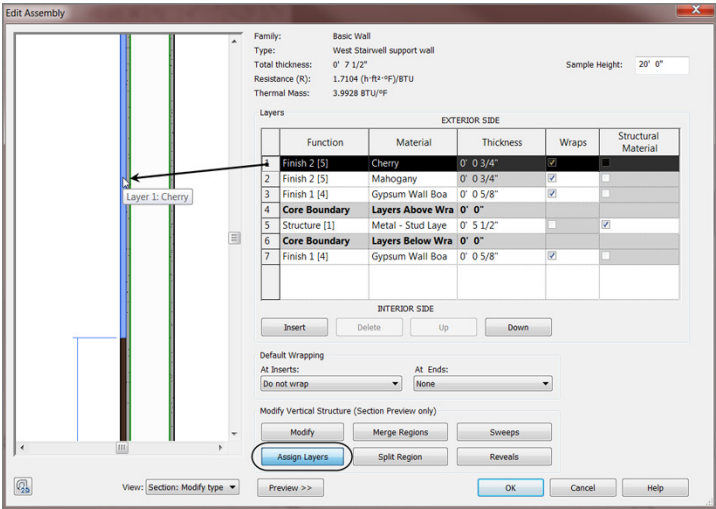 Edit Assembly
Family: Basic Wall
Type: West Stairwell support wall
Total thickness: 0' 7 1/2" Sample Height: 20' 0"
Resistance (R): 1.7104 (h·ft²·°F)/BTU
Thermal Mass: 3.9928 BTU/°F
Layers
EXTERIOR SIDE
Function Material Thickness Wraps Structural Material
1 Finish 2 [5] Cherry 0' 0 3/4"
2 Finish 2 [5] Mahogany 0' 0 3/4"
3 Finish 1 [4] Gypsum Wall Boa 0' 0 5/8"
4 Core Boundary Layers Above Wra 0' 0"
5 Structure [1] Metal - Stud Laye 0' 5 1/2"
6 Core Boundary Layers Below Wra 0' 0"
7 Finish 1 [4] Gypsum Wall Boa 0' 0 5/8"
Layer 1: Cherry
INTERIOR SIDE
Insert Delete Up Down
Default Wrapping
At Inserts: At Ends:
Do not wrap None
Modify Vertical Structure (Section Preview only)
Modify Merge Regions Sweeps
Assign Layers Split Region Reveals
View: Section: Modify type Preview >> OK Cancel Help